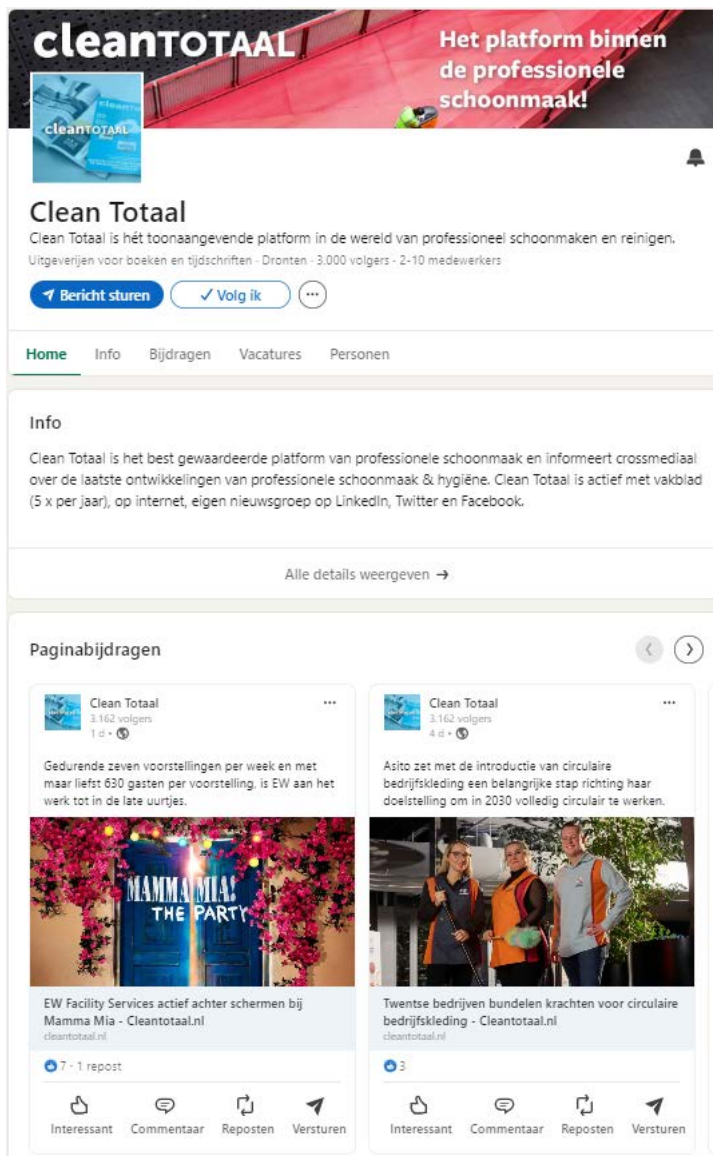 cleanTOTAAL
Het platform binnen
de professionele
schoonmaak!
cleanTOTAAL
Clean Totaal
Clean Totaal is hét toonaangevende platform in de wereld van professioneel schoonmaken en reinigen.
Uitgeverijen voor boeken en tijdschriften · Dronten · 3.000 volgers · 2-10 medewerkers
Bericht sturen
Volg ik
Home Info Bijdragen Vacatures Personen
Info
Clean Totaal is het best gewaardeerde platform van professionele schoonmaak en informeert crossmediaal
over de laatste ontwikkelingen van professionele schoonmaak & hygiëne. Clean Totaal is actief met vakblad
(5 x per jaar), op internet, eigen nieuwsgroep op LinkedIn, Twitter en Facebook.
Alle details weergeven →
Paginabijdragen
Clean Totaal
3.162 volgers
1 d •
Gedurende zeven voorstellingen per week en met
maar liefst 630 gasten per voorstelling, is EW aan het
werk tot in de late uurtjes.
MAMMA MIA!
THE PARTY
EW Facility Services actief achter schermen bij
Mamma Mia - Cleantotaal.nl
cleantotaal.nl
7 · 1 repost
Interessant Commentaar Reposten Versturen
Clean Totaal
3.162 volgers
4 d •
Asito zet met de introductie van circulaire
bedrijfskleding een belangrijke stap richting haar
doelstelling om in 2030 volledig circulair te werken.
Twentse bedrijven bundelen krachten voor circulaire
bedrijfskleding - Cleantotaal.nl
cleantotaal.nl
3
Interessant Commentaar Reposten Versturen